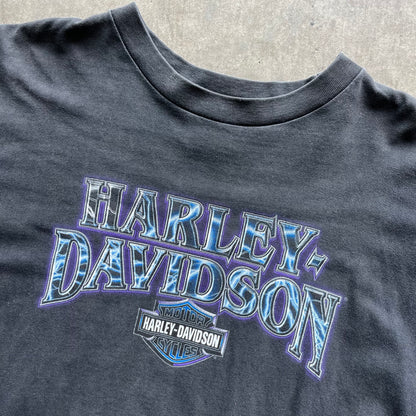 HARLEY-
DAVIDSON
MOTOR
HARLEY-DAVIDSON
CYCLES